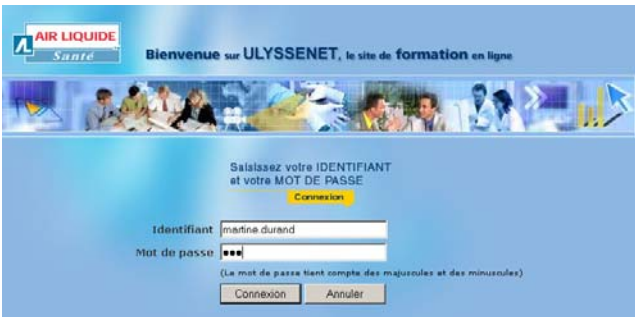 AIR LIQUIDE
Santé
Bienvenue sur ULYSSENET, le site de formation en ligne
Saisissez votre IDENTIFIANT
et votre MOT DE PASSE
Connexion
Identifiant martine.durand
Mot de passe •••
(Le mot de passe tient compte des majuscules et des minuscules)
Connexion Annuler